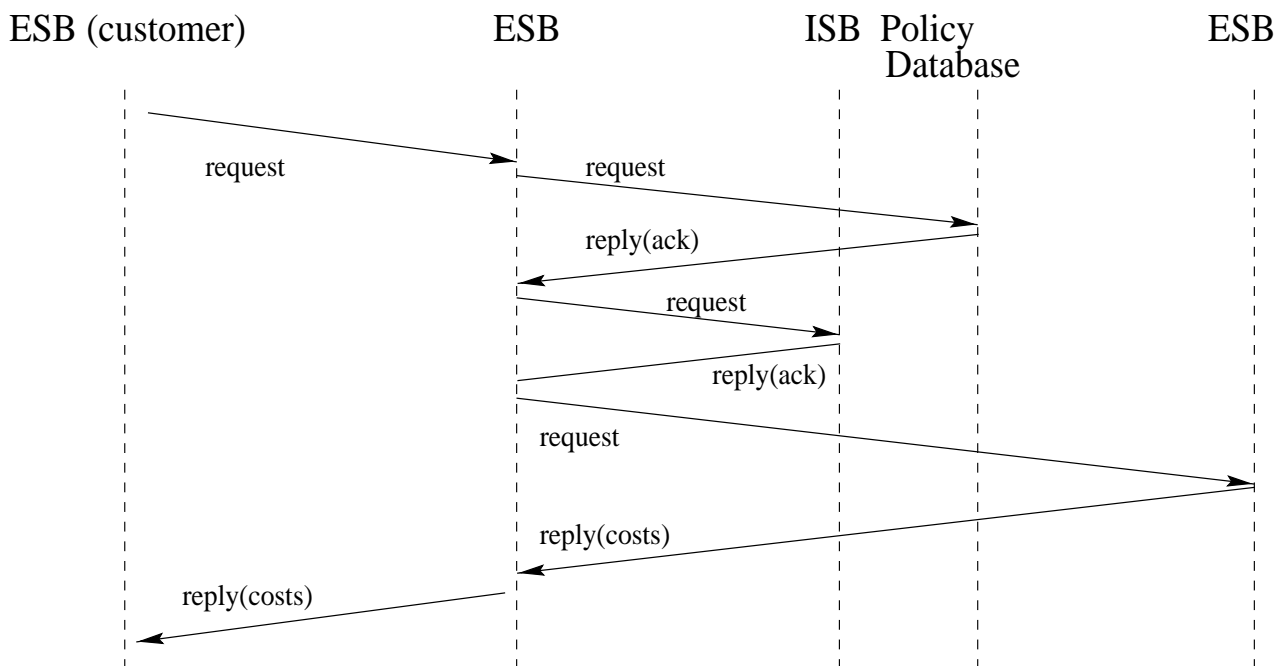 ESB (customer)
ESB
ISB
Policy
Database
ESB
request
request
reply(ack)
request
reply(ack)
request
reply(costs)
reply(costs)